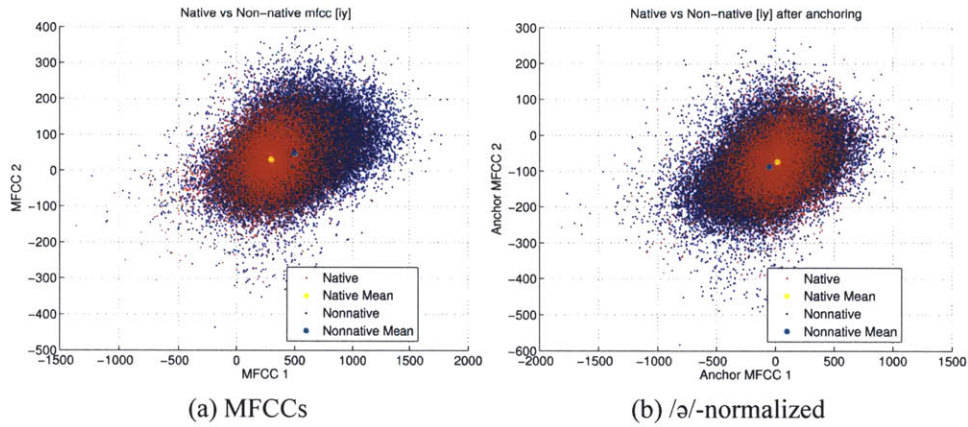 Native vs Non-native mfcc [iy]
400
300
200
100
0
−100
−200
−300
−400
−500
MFCC 2
−1500
−1000
−500
0
500
1000
1500
2000
MFCC 1
Native
Native Mean
Nonnative
Nonnative Mean
(a) MFCCs
Native vs Non-native [iy] after anchoring
300
200
100
0
−100
−200
−300
−400
−500
−600
Anchor MFCC 2
−2000
−1500
−1000
−500
0
500
1000
1500
Anchor MFCC 1
Native
Native Mean
Nonnative
Nonnative Mean
(b) /ə/-normalized